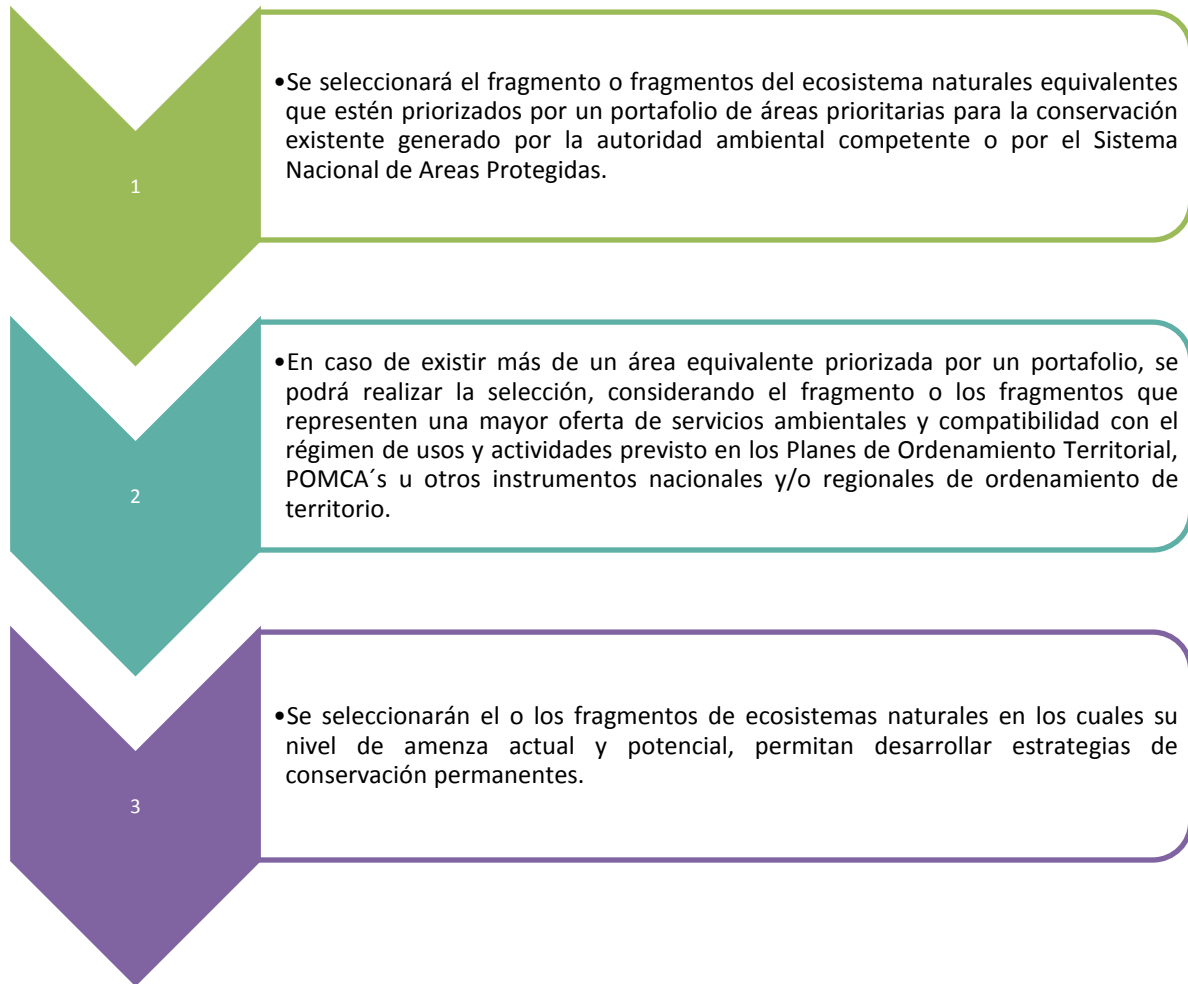 •Se seleccionará el fragmento o fragmentos del ecosistema naturales equivalentes
que estén priorizados por un portafolio de áreas prioritarias para la conservación
existente generado por la autoridad ambiental competente o por el Sistema
Nacional de Areas Protegidas.
1
•En caso de existir más de un área equivalente priorizada por un portafolio, se
podrá realizar la selección, considerando el fragmento o los fragmentos que
representen una mayor oferta de servicios ambientales y compatibilidad con el
régimen de usos y actividades previsto en los Planes de Ordenamiento Territorial,
POMCA´s u otros instrumentos nacionales y/o regionales de ordenamiento de
territorio.
2
•Se seleccionarán el o los fragmentos de ecosistemas naturales en los cuales su
nivel de amenza actual y potencial, permitan desarrollar estrategias de
conservación permanentes.
3